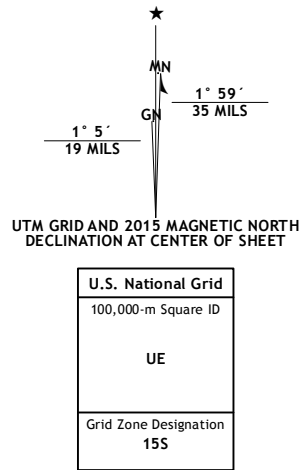 ★
MN
1° 59´
35 MILS
GN
1° 5´
19 MILS
UTM GRID AND 2015 MAGNETIC NORTH
DECLINATION AT CENTER OF SHEET
U.S. National Grid
100,000-m Square ID
UE
Grid Zone Designation
15S